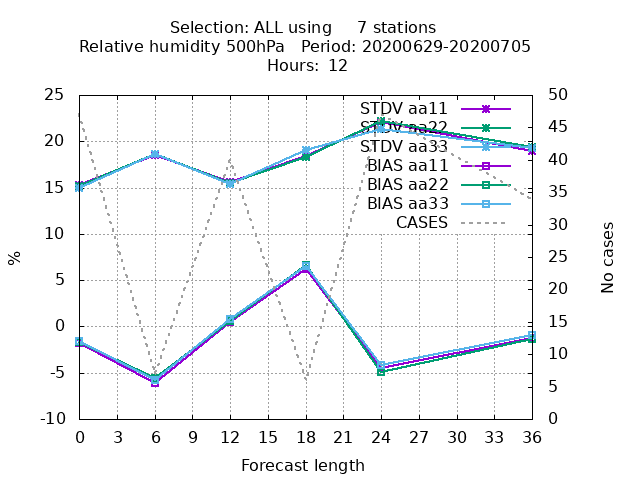 Selection: ALL using 7 stations
Relative humidity 500hPa Period: 20200629-20200705
Hours: 12
25
20
15
10
5
0
-5
-10
%
50
45
40
35
30
25
20
15
10
5
0
No cases
STDV aa11
STDV aa22
STDV aa33
BIAS aa11
BIAS aa22
BIAS aa33
CASES
0 3 6 9 12 15 18 21 24 27 30 33 36
Forecast length